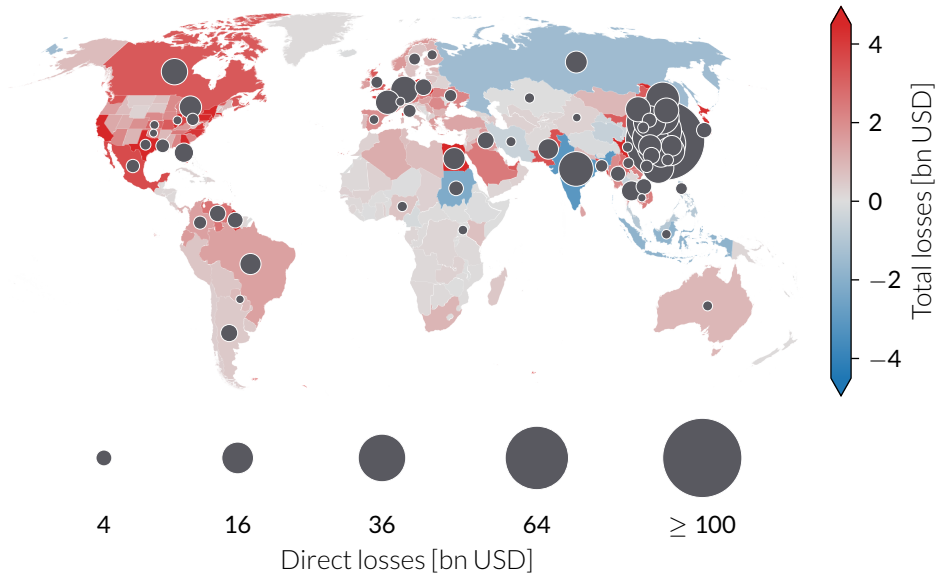 4
2
0
−2
−4
Total losses [bn USD]
4 16 36 64 ≥ 100
Direct losses [bn USD]